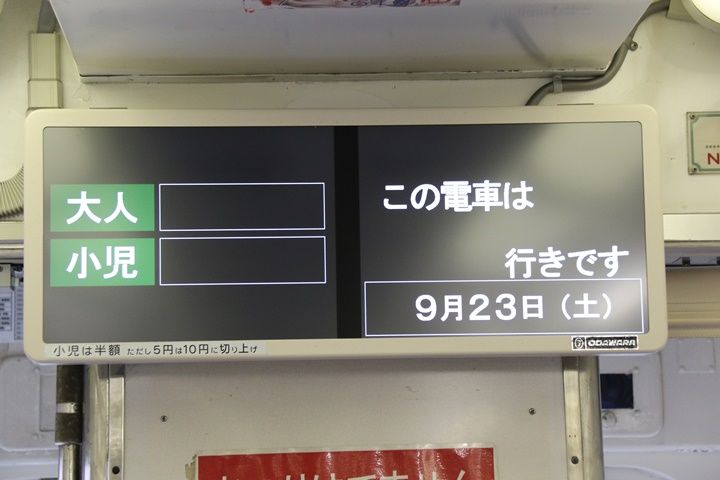 大人
小児
この電車は
行きです
9月23日（土）
小児は半額 ただし5円は10円に切り上げ
ODAWARA
N